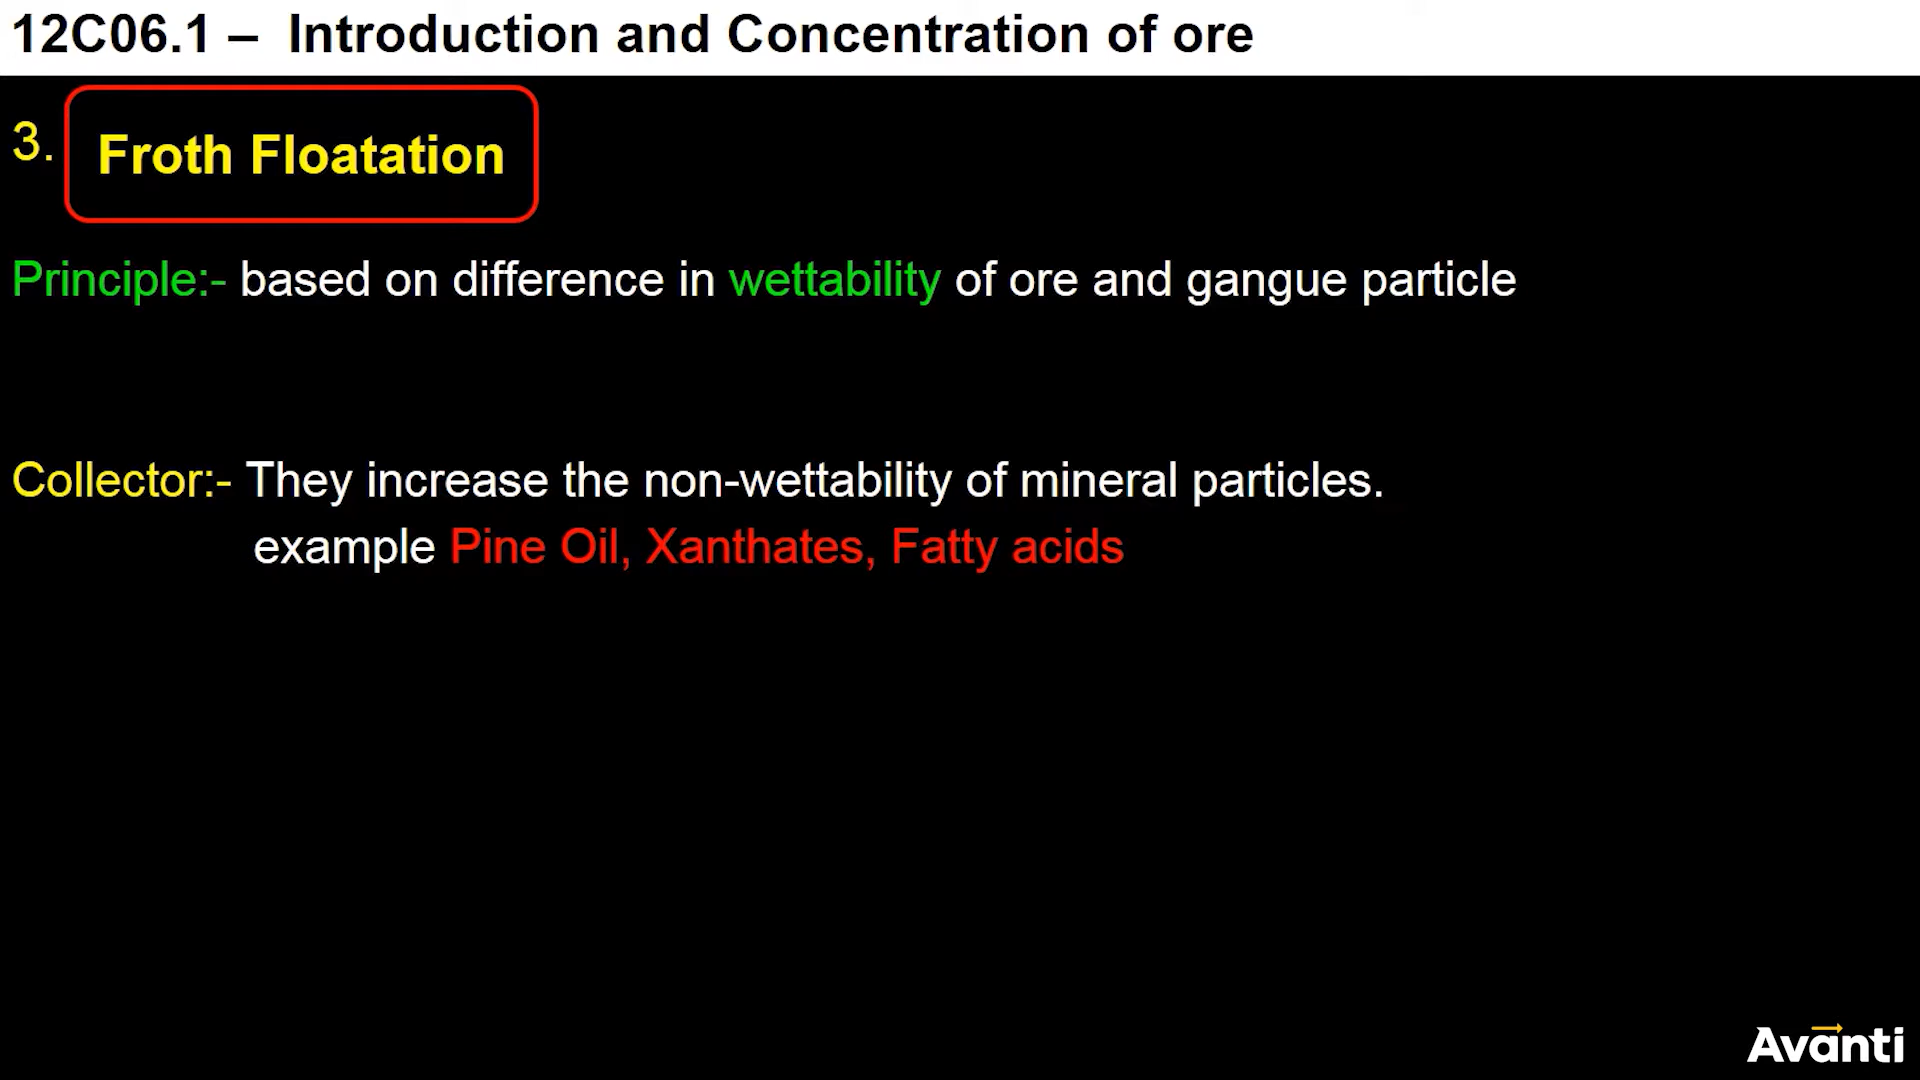 12C06.1 – Introduction and Concentration of ore
3. Froth Floatation
Principle:- based on difference in wettability of ore and gangue particle
Collector:- They increase the non-wettability of mineral particles.
example Pine Oil, Xanthates, Fatty acids
Avanti